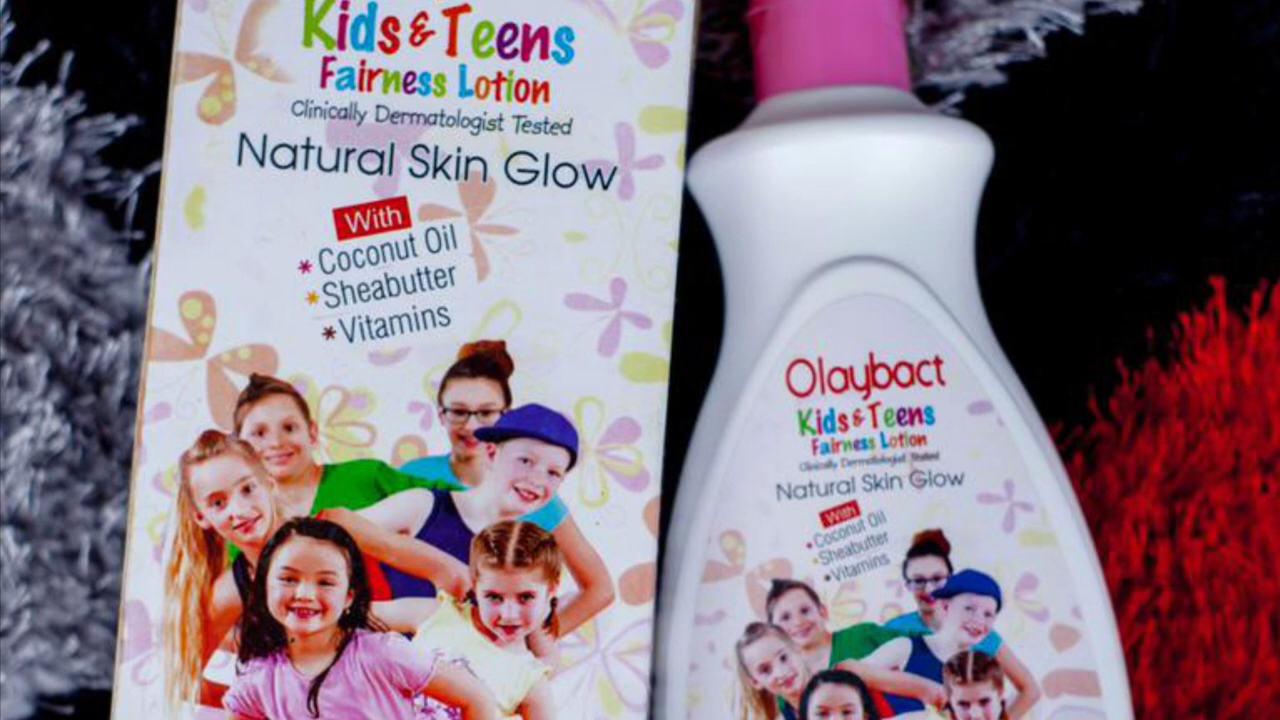 Kids & Teens
Fairness Lotion
Clinically Dermatologist Tested
Natural Skin Glow
With
* Coconut Oil
* Sheabutter
* Vitamins
Olaybact
Kids & Teens
Fairness Lotion
Clinically Dermatologist Tested
Natural Skin Glow
With
* Coconut Oil
* Sheabutter
* Vitamins